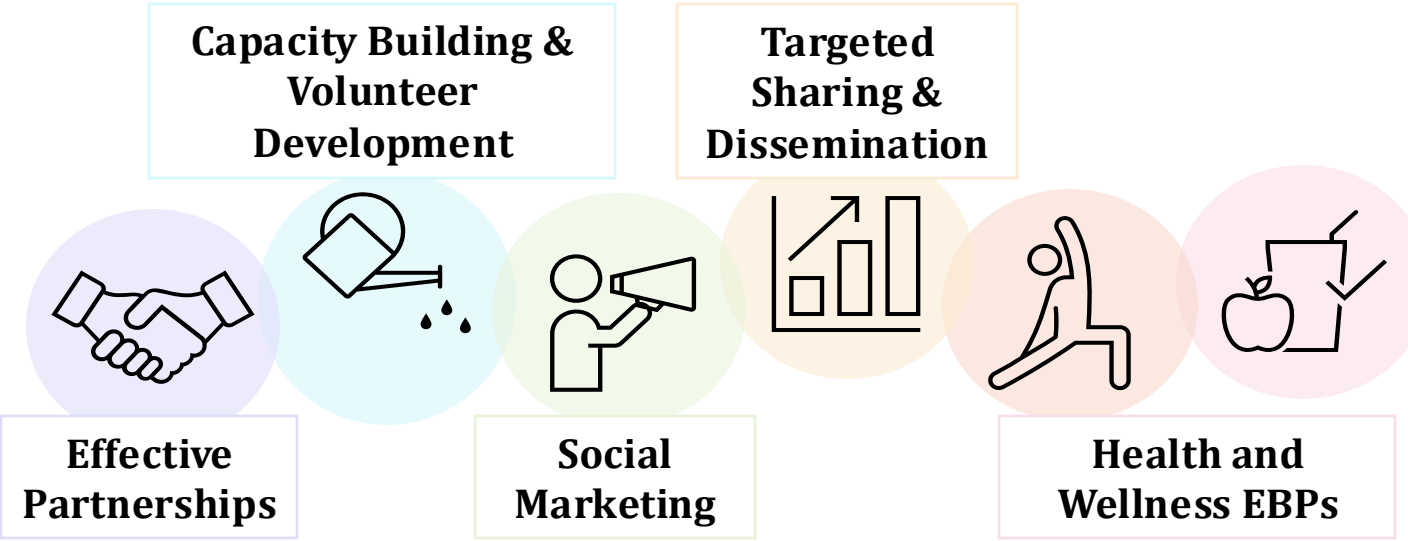 Capacity Building &
Volunteer
Development
Targeted
Sharing &
Dissemination
Effective
Partnerships
Social
Marketing
Health and
Wellness EBPs